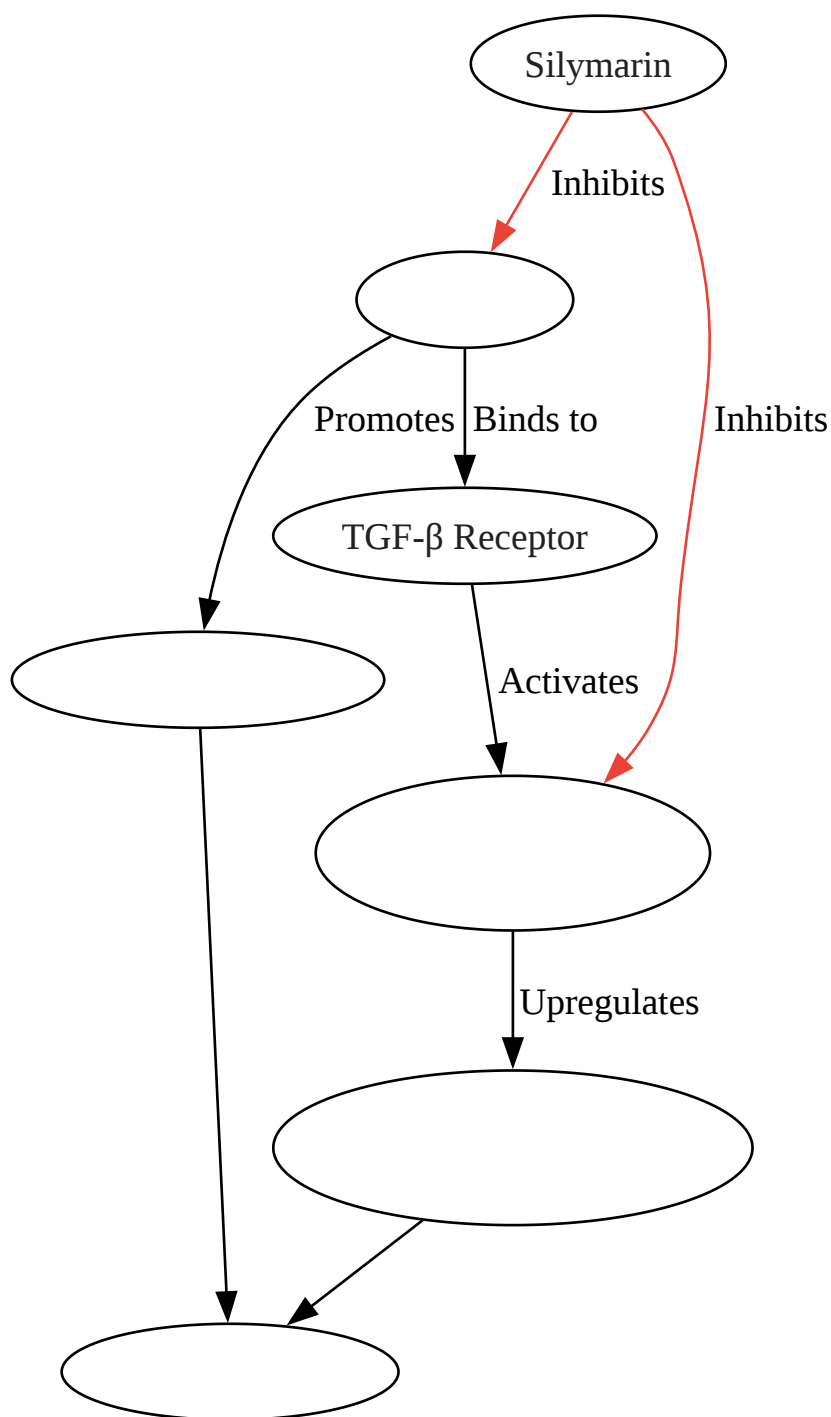 Silymarin
Inhibits
Promotes
Binds to
Inhibits
TGF-β Receptor
Activates
Upregulates